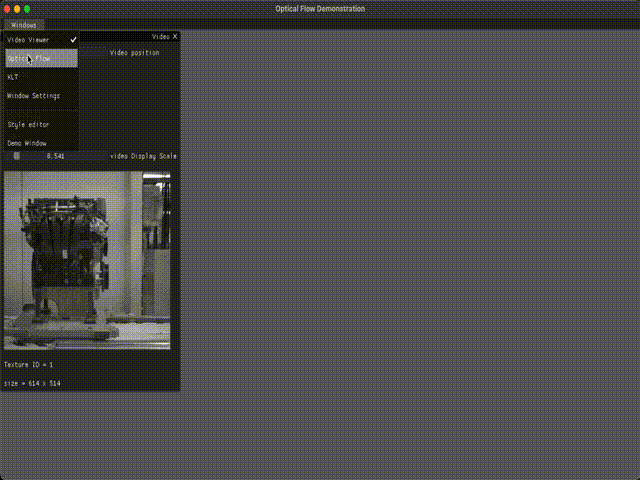 Optical Flow Demonstration
Windows
Video Viewer
Video X
Optical Flow
Video position
KLT
Window Settings
Style editor
Demo Window
0.541
video Display Scale
Texture ID = 1
size = 614 X 514